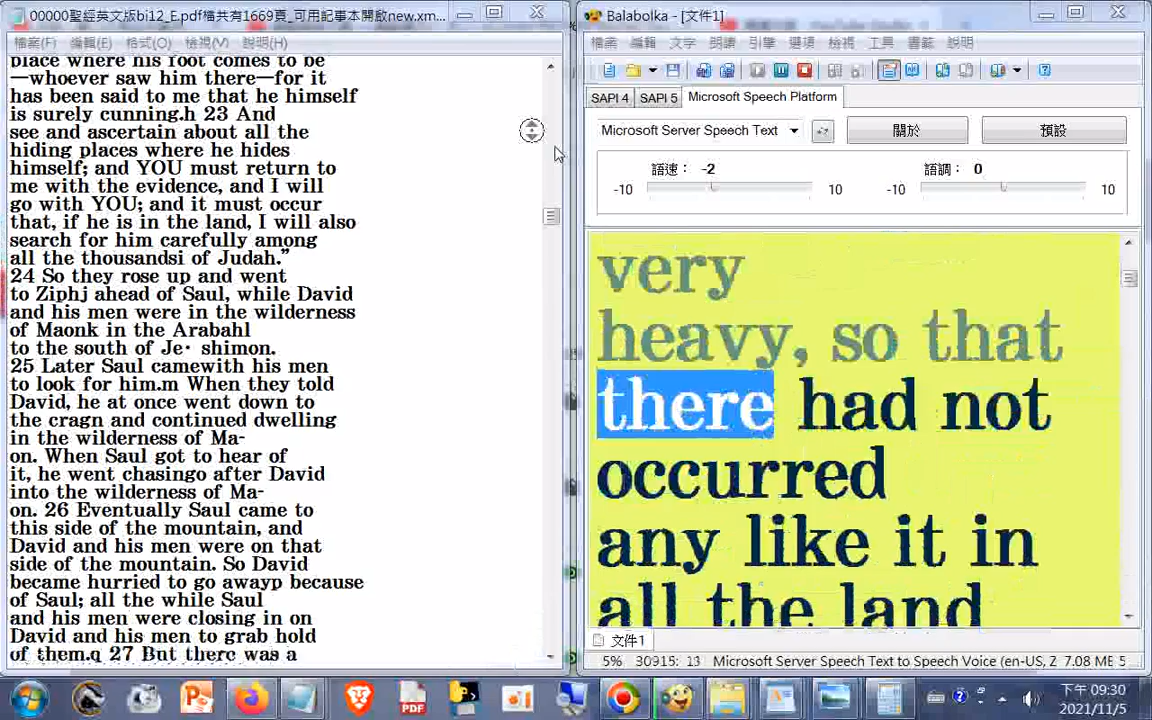 00000聖經英文版bi12_E.pdf檔共有1669頁_可用記事本開啟new.xm...
檔案(F) 編輯(E) 格式(O) 檢視(V) 說明(H)
place where his foot comes to be
—whoever saw him there—for it
has been said to me that he himself
is surely cunning.h 23 And
see and ascertain about all the
hiding places where he hides
himself; and YOU must return to
me with the evidence, and I will
go with YOU; and it must occur
that, if he is in the land, I will also
search for him carefully among
all the thousandsi of Judah.”
24 So they rose up and went
to Ziphj ahead of Saul, while David
and his men were in the wilderness
of Maonk in the Arabahl
to the south of Je· shimon.
25 Later Saul camewith his men
to look for him.m When they told
David, he at once went down to
the cragn and continued dwelling
in the wilderness of Ma-
on. When Saul got to hear of
it, he went chasingo after David
into the wilderness of Ma-
on. 26 Eventually Saul came to
this side of the mountain, and
David and his men were on that
side of the mountain. So David
became hurried to go awayp because
of Saul; all the while Saul
and his men were closing in on
David and his men to grab hold
of them.q 27 But there was a
Balabolka - [文件1]
檔案 編輯 文字 朗讀 引擎 選項 檢視 工具 書籤 說明
SAPI 4 SAPI 5 Microsoft Speech Platform
Microsoft Server Speech Text 關於 預設
語速： -2 語調： 0
-10 10 -10 10
very
heavy, so that
there had not
occurred
any like it in
all the land
文件1
5% 30915: 13 Microsoft Server Speech Text to Speech Voice (en-US, 2 7.08 MB 5
PDF
下午 09:30
2021/11/5